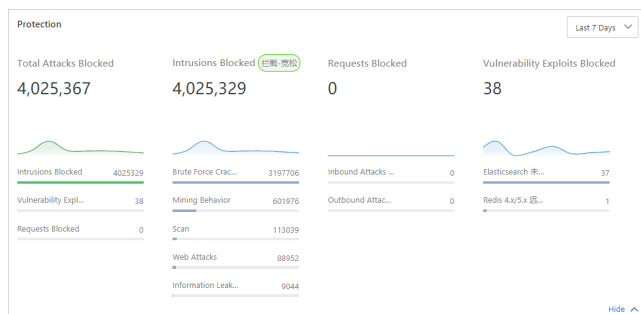 Protection
Last 7 Days
Total Attacks Blocked
4,025,367
Intrusions Blocked 4025329
Vulnerability Expl... 38
Requests Blocked 0
Intrusions Blocked 拦截-宽松
4,025,329
Brute Force Crac... 3197706
Mining Behavior 601976
Scan 113039
Web Attacks 88952
Information Leak... 9044
Requests Blocked
0
Inbound Attacks ... 0
Outbound Attac... 0
Vulnerability Exploits Blocked
38
Elasticsearch 未... 37
Redis 4.x/5.x 远... 1
Hide